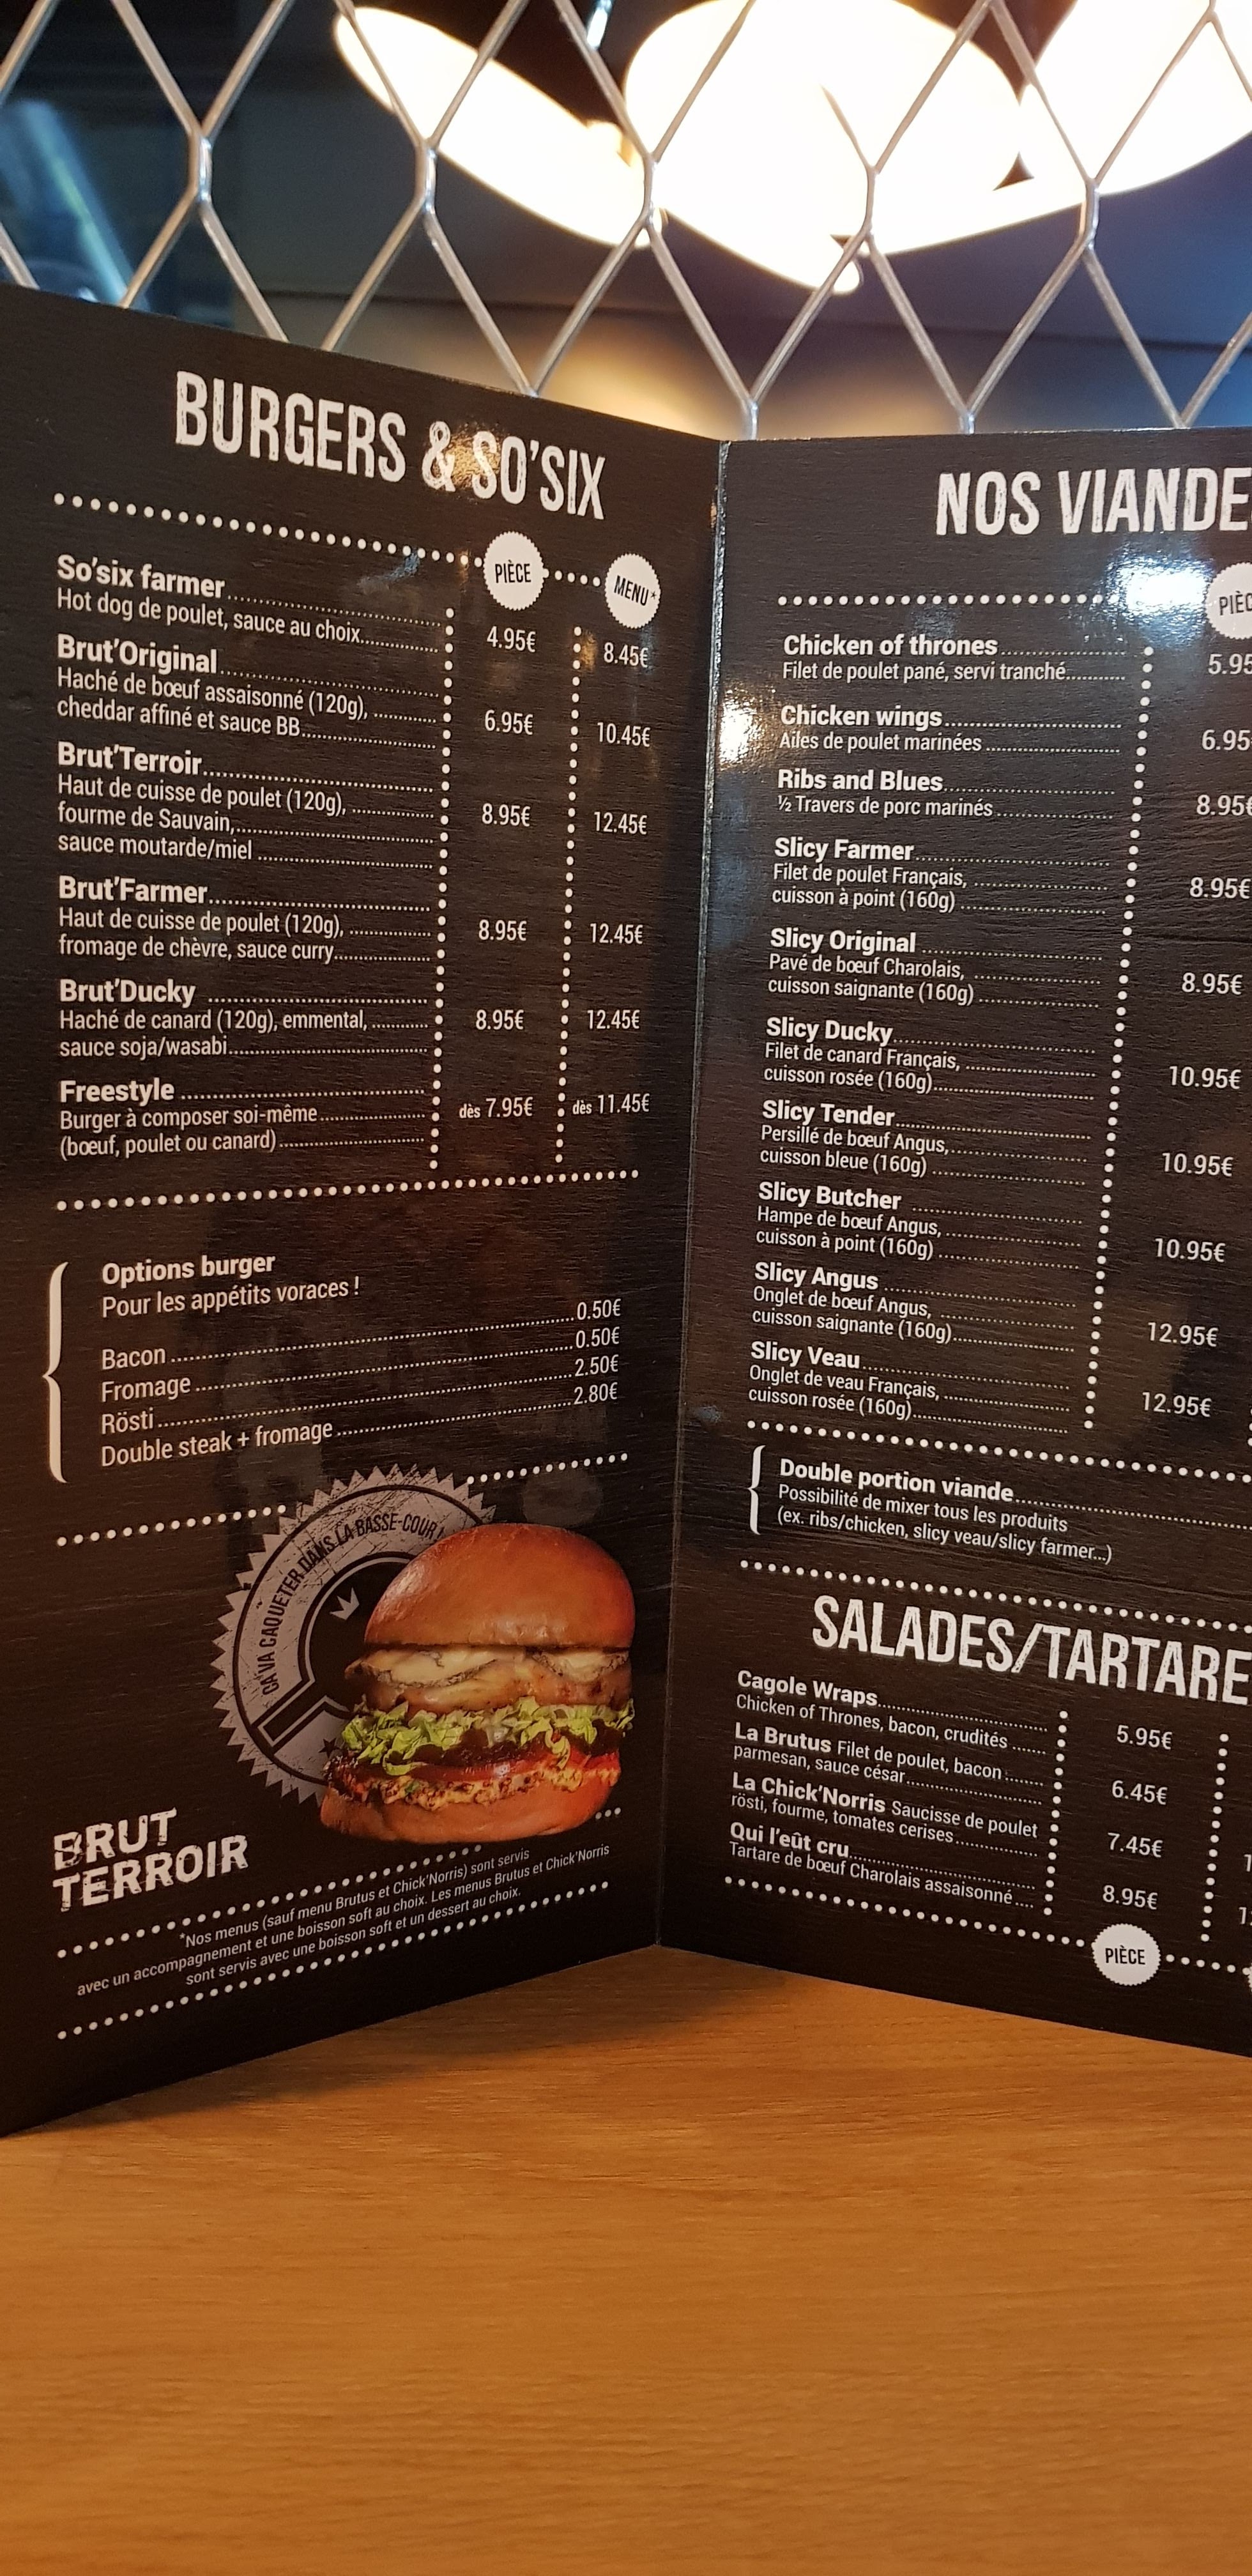 BURGERS & SO'SIX
PIÈCE MENU*
So'six farmer
Hot dog de poulet, sauce au choix 4.95€ 8.45€
Brut'Original
Haché de bœuf assaisonné (120g),
cheddar affiné et sauce BB 6.95€ 10.45€
Brut'Terroir
Haut de cuisse de poulet (120g),
fourme de Sauvain, 8.95€ 12.45€
sauce moutarde/miel
Brut'Farmer
Haut de cuisse de poulet (120g),
fromage de chèvre, sauce curry 8.95€ 12.45€
Brut'Ducky
Haché de canard (120g), emmental, 8.95€ 12.45€
sauce soja/wasabi
Freestyle
Burger à composer soi-même dès 7.95€ dès 11.45€
(bœuf, poulet ou canard)
Options burger
Pour les appétits voraces !
Bacon 0.50€
Fromage 0.50€
Rösti 2.50€
Double steak + fromage 2.80€
ÇA VA CAQUETER DANS LA BASSE-COUR !
BRUT
TERROIR
*Nos menus (sauf menu Brutus et Chick'Norris) sont servis
avec un accompagnement et une boisson soft au choix. Les menus Brutus et Chick'Norris
sont servis avec une boisson soft et un dessert au choix.
NOS VIANDE
PIÈC
Chicken of thrones
Filet de poulet pané, servi tranché 5.95
Chicken wings
Ailes de poulet marinées 6.95
Ribs and Blues
½ Travers de porc marinés 8.95€
Slicy Farmer
Filet de poulet Français,
cuisson à point (160g) 8.95€
Slicy Original
Pavé de bœuf Charolais,
cuisson saignante (160g) 8.95€
Slicy Ducky
Filet de canard Français,
cuisson rosée (160g) 10.95€
Slicy Tender
Persillé de bœuf Angus,
cuisson bleue (160g) 10.95€
Slicy Butcher
Hampe de bœuf Angus,
cuisson à point (160g) 10.95€
Slicy Angus
Onglet de bœuf Angus,
cuisson saignante (160g) 12.95€
Slicy Veau
Onglet de veau Français,
cuisson rosée (160g) 12.95€
Double portion viande
Possibilité de mixer tous les produits
(ex. ribs/chicken, slicy veau/slicy farmer...)
SALADES/TARTARE
Cagole Wraps
Chicken of Thrones, bacon, crudités 5.95€
La Brutus Filet de poulet, bacon
parmesan, sauce césar 6.45€
La Chick'Norris Saucisse de poulet
rösti, fourme, tomates cerises 7.45€
Qui l'eût cru
Tartare de bœuf Charolais assaisonné 8.95€
PIÈCE